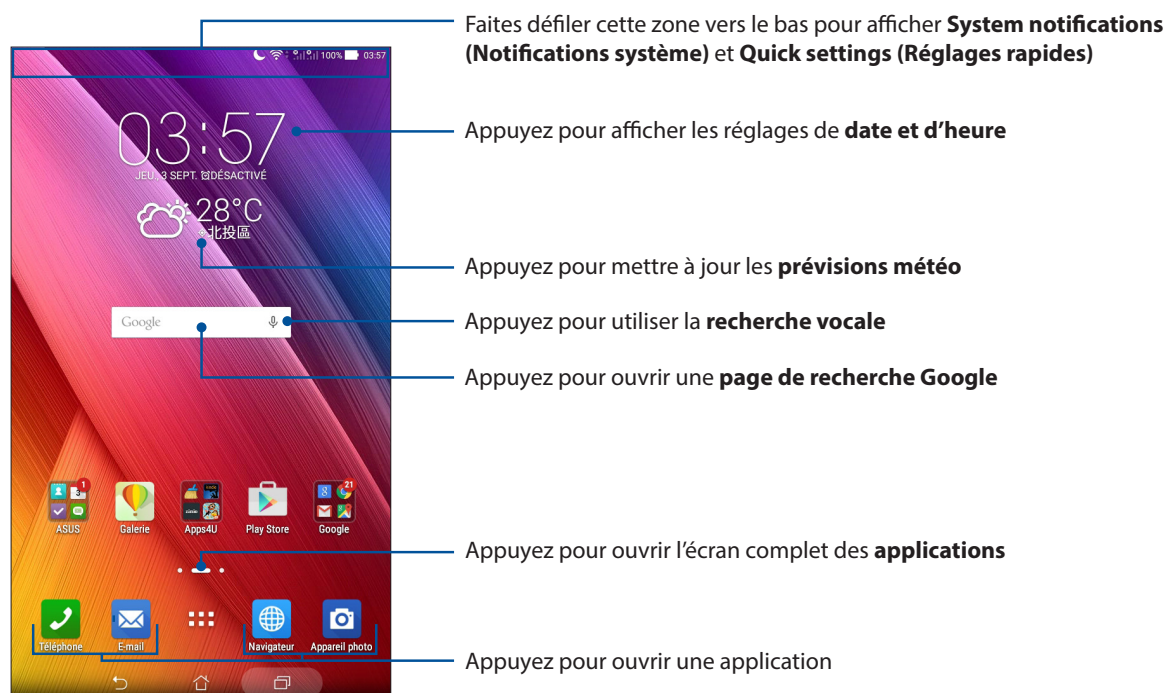 Faites défiler cette zone vers le bas pour afficher System notifications
(Notifications système) et Quick settings (Réglages rapides)
100% 03:57
03:57
Appuyez pour afficher les réglages de date et d’heure
JEU., 3 SEPT. DÉSACTIVÉ
28°C
北投區
Appuyez pour mettre à jour les prévisions météo
Google
Appuyez pour utiliser la recherche vocale
Appuyez pour ouvrir une page de recherche Google
1
3
21
ASUS
Galerie
Apps4U
Play Store
Google
Appuyez pour ouvrir l’écran complet des applications
Téléphone
E-mail
Navigateur
Appareil photo
Appuyez pour ouvrir une application